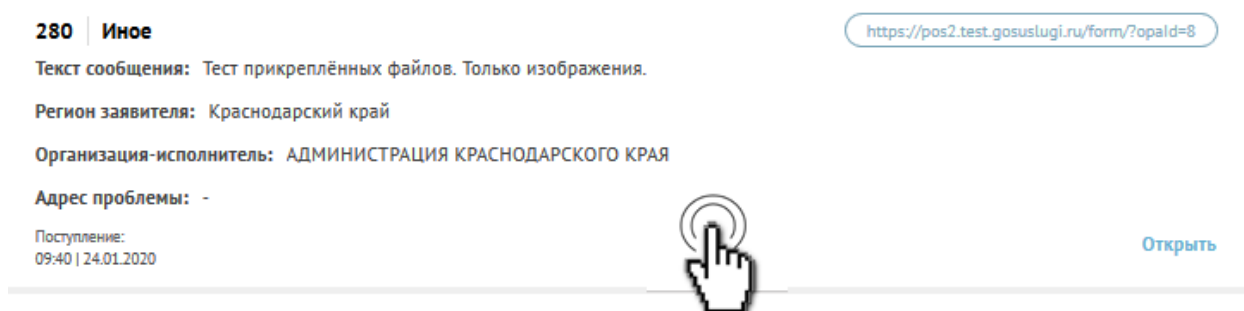 280 Иное
https://pos2.test.gosuslugi.ru/form/?opaId=8
Текст сообщения: Тест прикреплённых файлов. Только изображения.
Регион заявителя: Краснодарский край
Организация-исполнитель: АДМИНИСТРАЦИЯ КРАСНОДАРСКОГО КРАЯ
Адрес проблемы: -
Поступление:
09:40 | 24.01.2020
Открыть